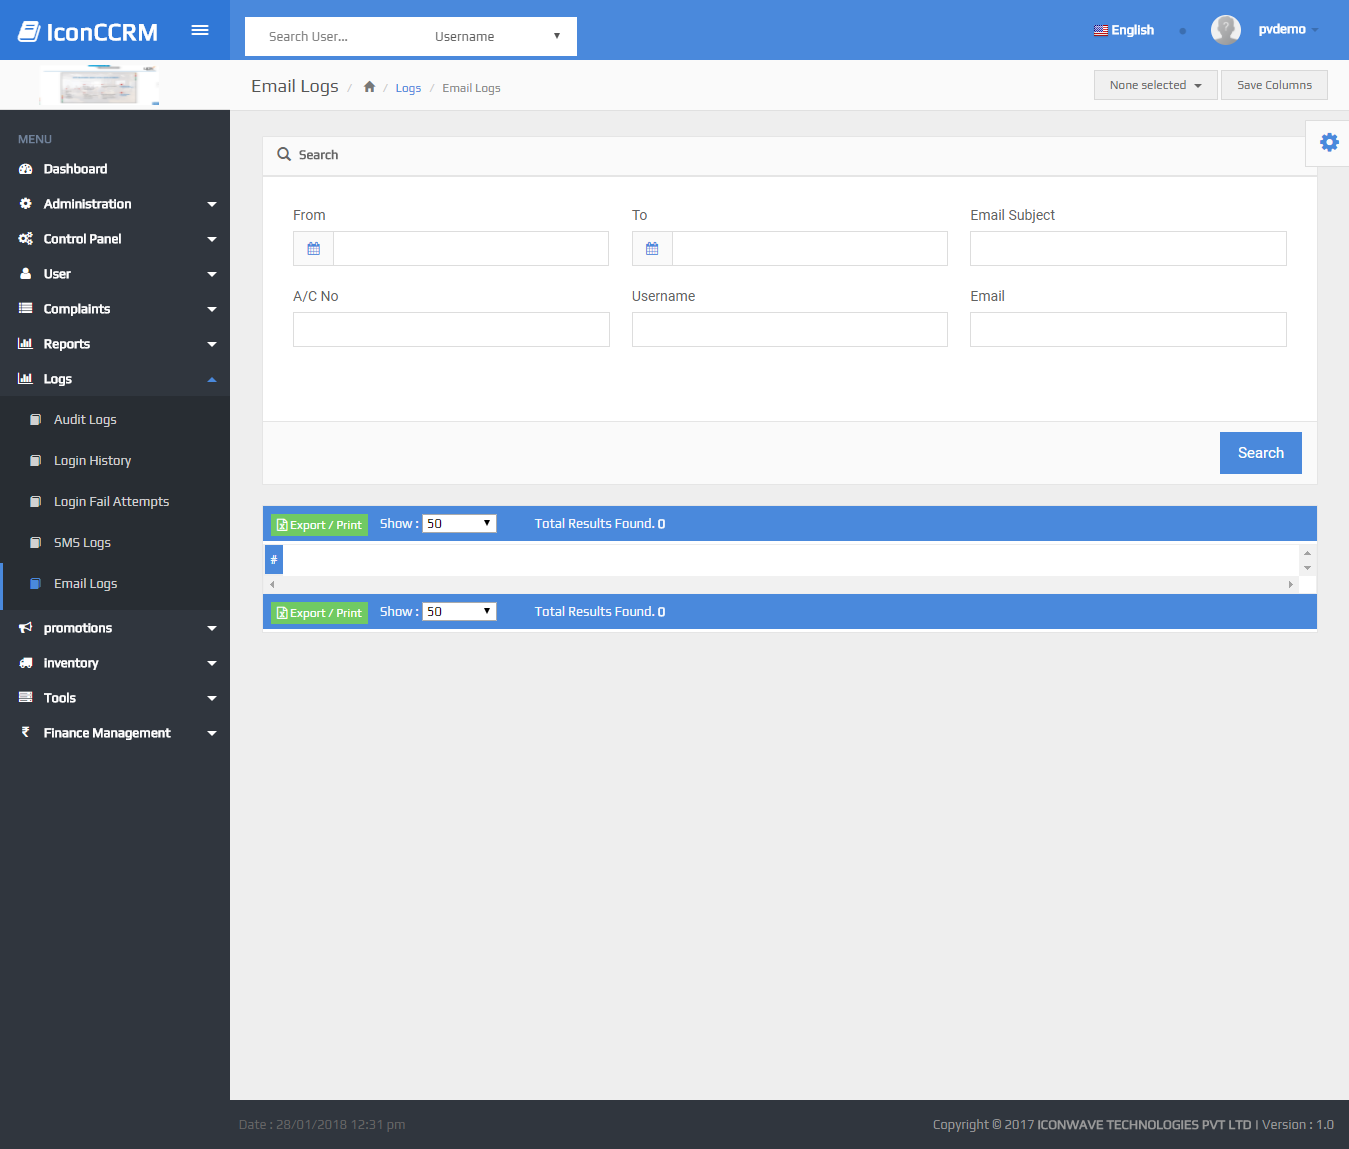 IconCCRM
Search User...
Username
English
pvdemo
Email Logs / / Logs / Email Logs
None selected
Save Columns
MENU
Dashboard
Administration
Control Panel
User
Complaints
Reports
Logs
Audit Logs
Login History
Login Fail Attempts
SMS Logs
Email Logs
promotions
inventory
Tools
Finance Management
Search
From
To
Email Subject
A/C No
Username
Email
Search
Export / Print Show : 50 Total Results Found. 0
#
Export / Print Show : 50 Total Results Found. 0
Date : 28/01/2018 12:31 pm
Copyright © 2017 ICONWAVE TECHNOLOGIES PVT LTD | Version : 1.0